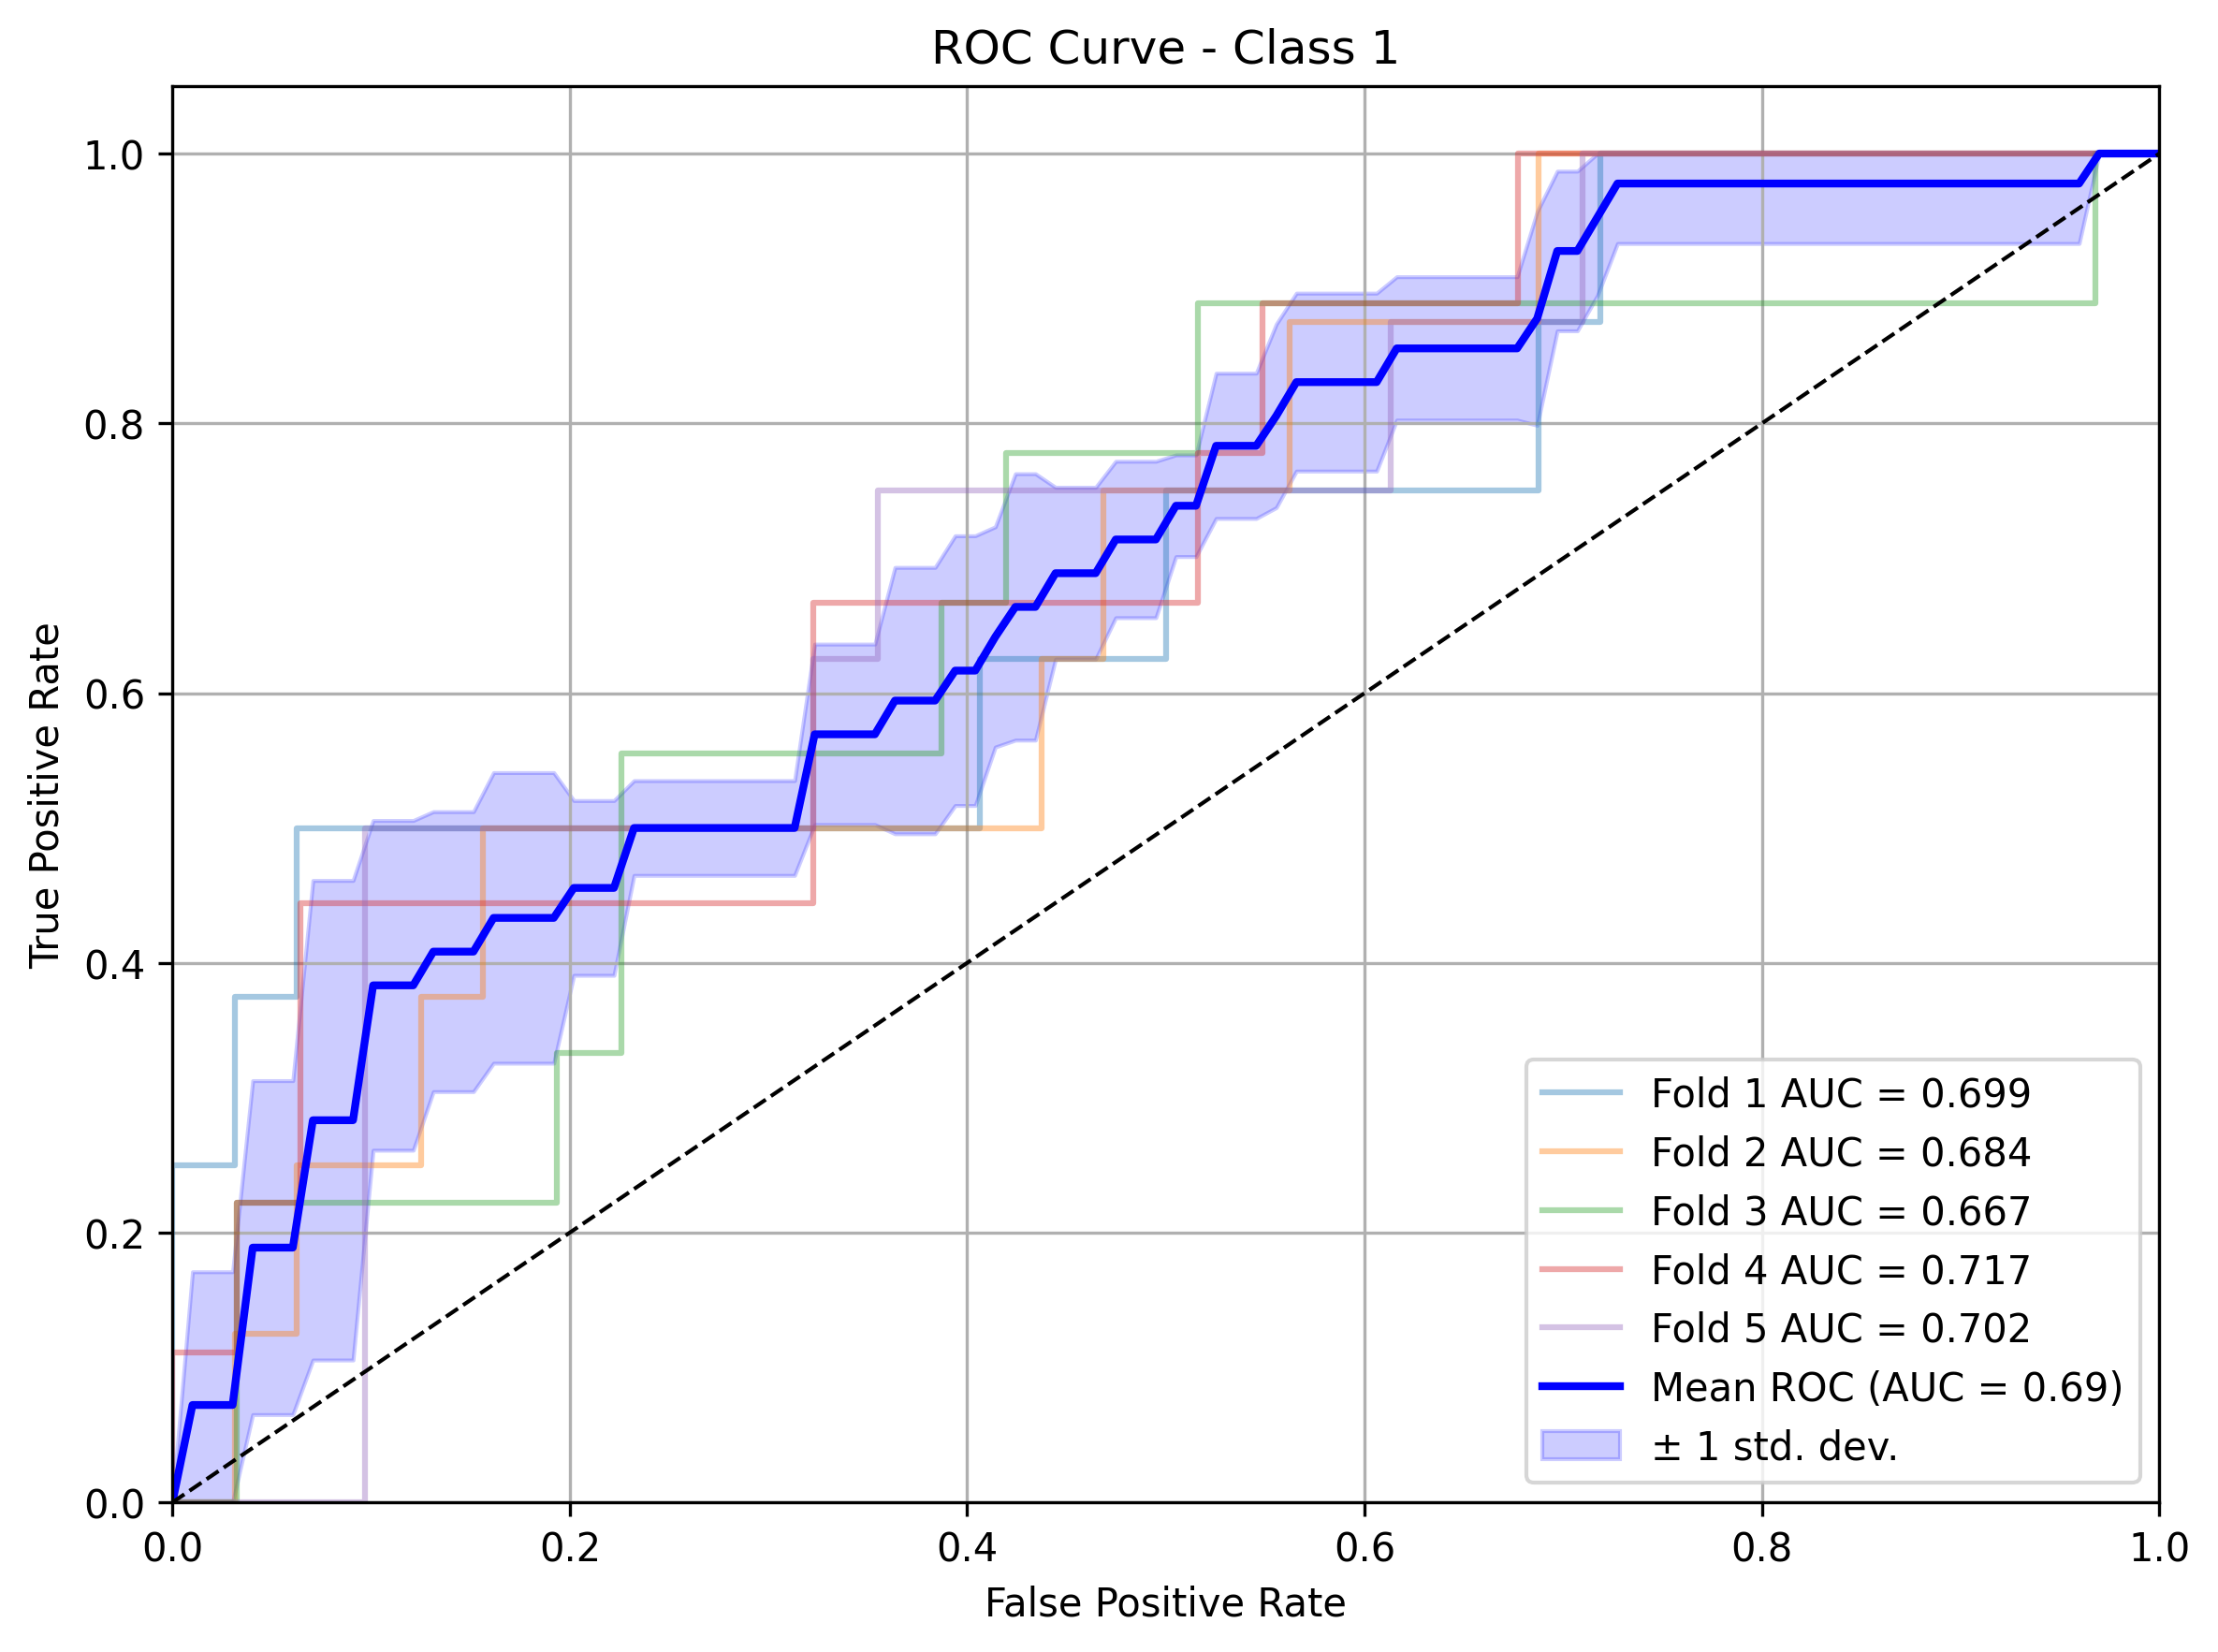 ROC Curve - Class 1
True Positive Rate
1.0
0.8
0.6
0.4
0.2
0.0
0.0 0.2 0.4 0.6 0.8 1.0
False Positive Rate
Fold 1 AUC = 0.699
Fold 2 AUC = 0.684
Fold 3 AUC = 0.667
Fold 4 AUC = 0.717
Fold 5 AUC = 0.702
Mean ROC (AUC = 0.69)
± 1 std. dev.